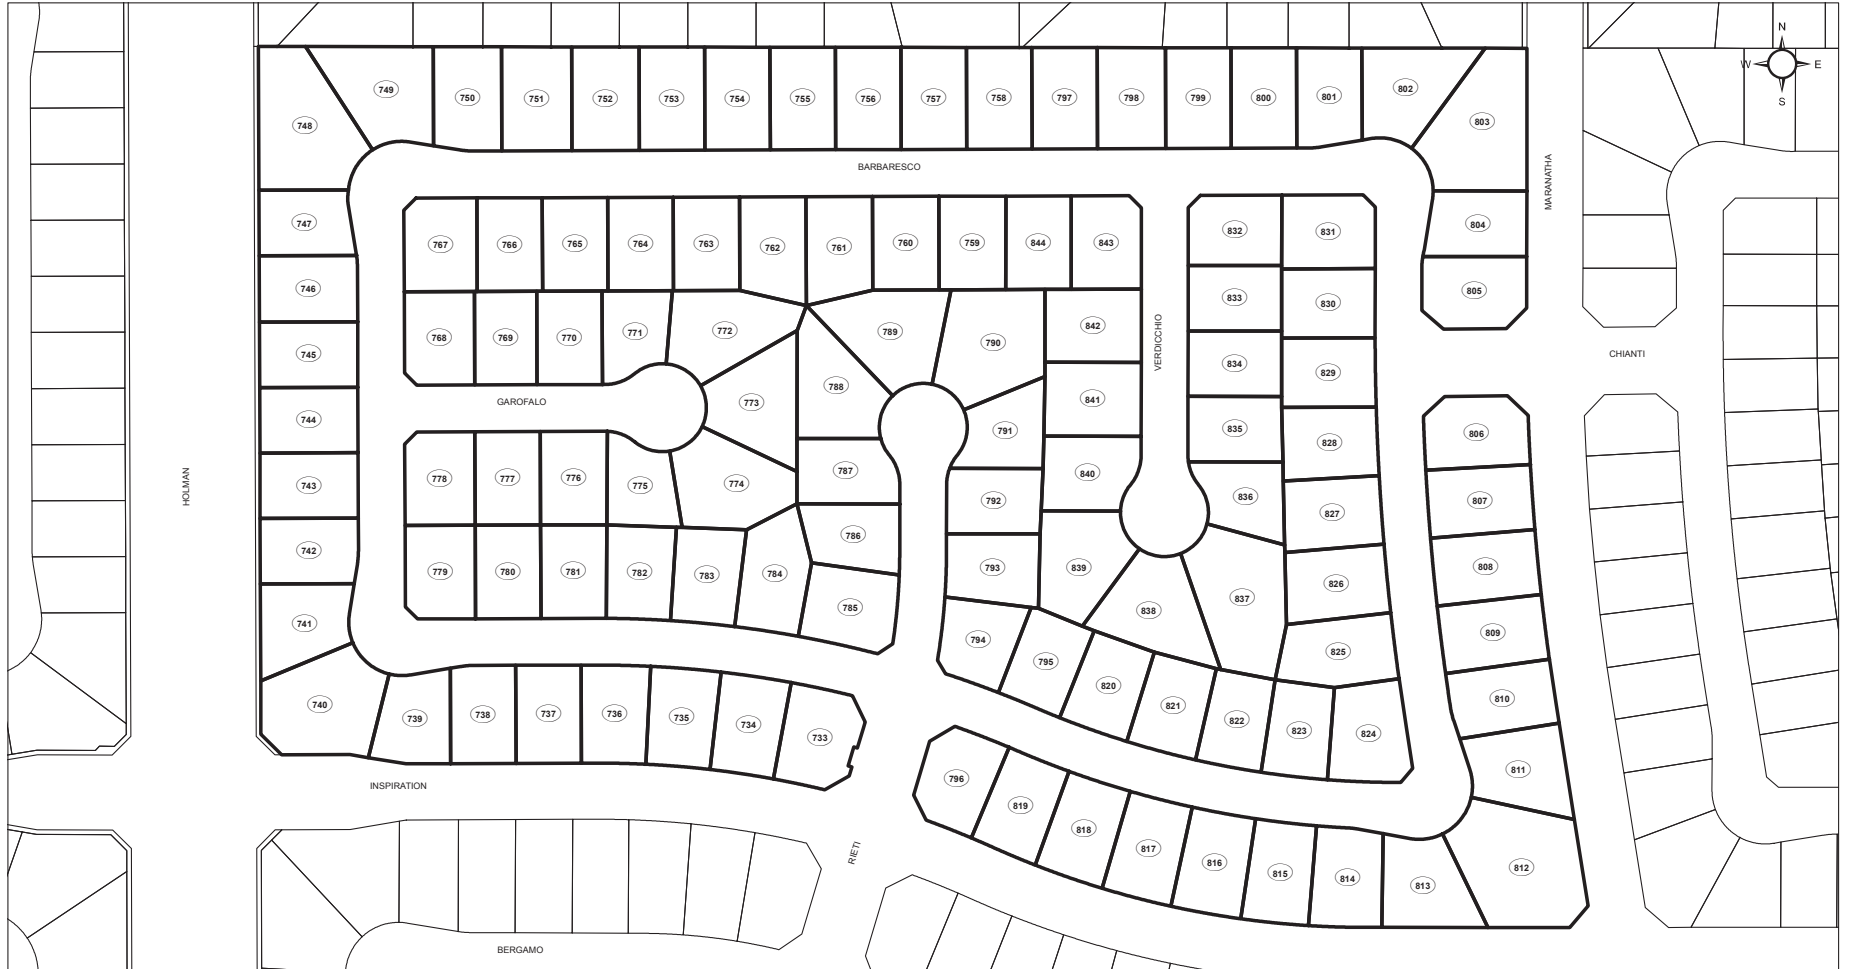 N
W E
S
749 750 751 752 753 754 755 756 757 758 797 798 799 800 801 802
748 803
BARBARESCO
MARANATHA
747 767 766 765 764 763 762 761 760 759 844 843 832 831 804
746 833 830 805
745 768 769 770 771 772 789 790 842 VERDICCHIO 834 829 CHIANTI
744 GAROFALO 773 788 791 841 835 828 806
HOLMAN
743 778 777 776 775 774 787 792 840 836 827 807
742 779 780 781 782 783 784 786 793 839 826 808
741 785 794 795 838 837 825 809
740 739 738 737 736 735 734 733 820 821 822 823 824 810
INSPIRATION
796 819 818 817 816 815 814 813 812 811
RIETI
BERGAMO